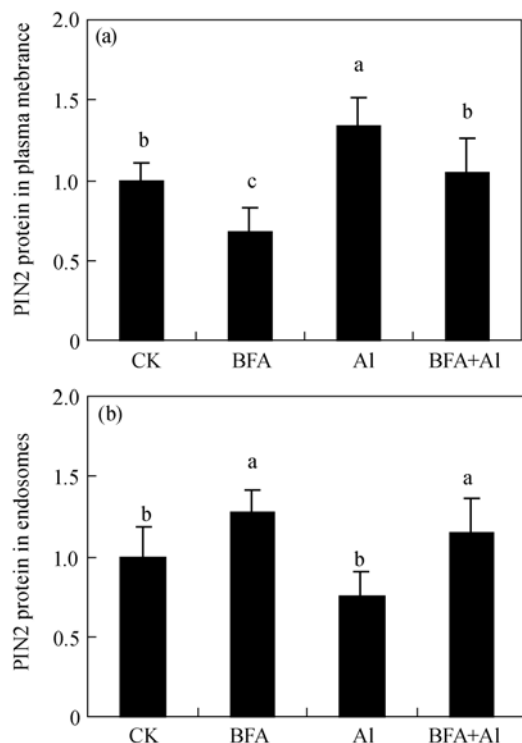 2.0
(a)
a
1.5
b
b
1.0
c
0.5
0
PIN2 protein in plasma mebrance
CK BFA Al BFA+Al
2.0
(b)
a
a
1.5
b
b
1.0
0.5
0
PIN2 protein in endosomes
CK BFA Al BFA+Al